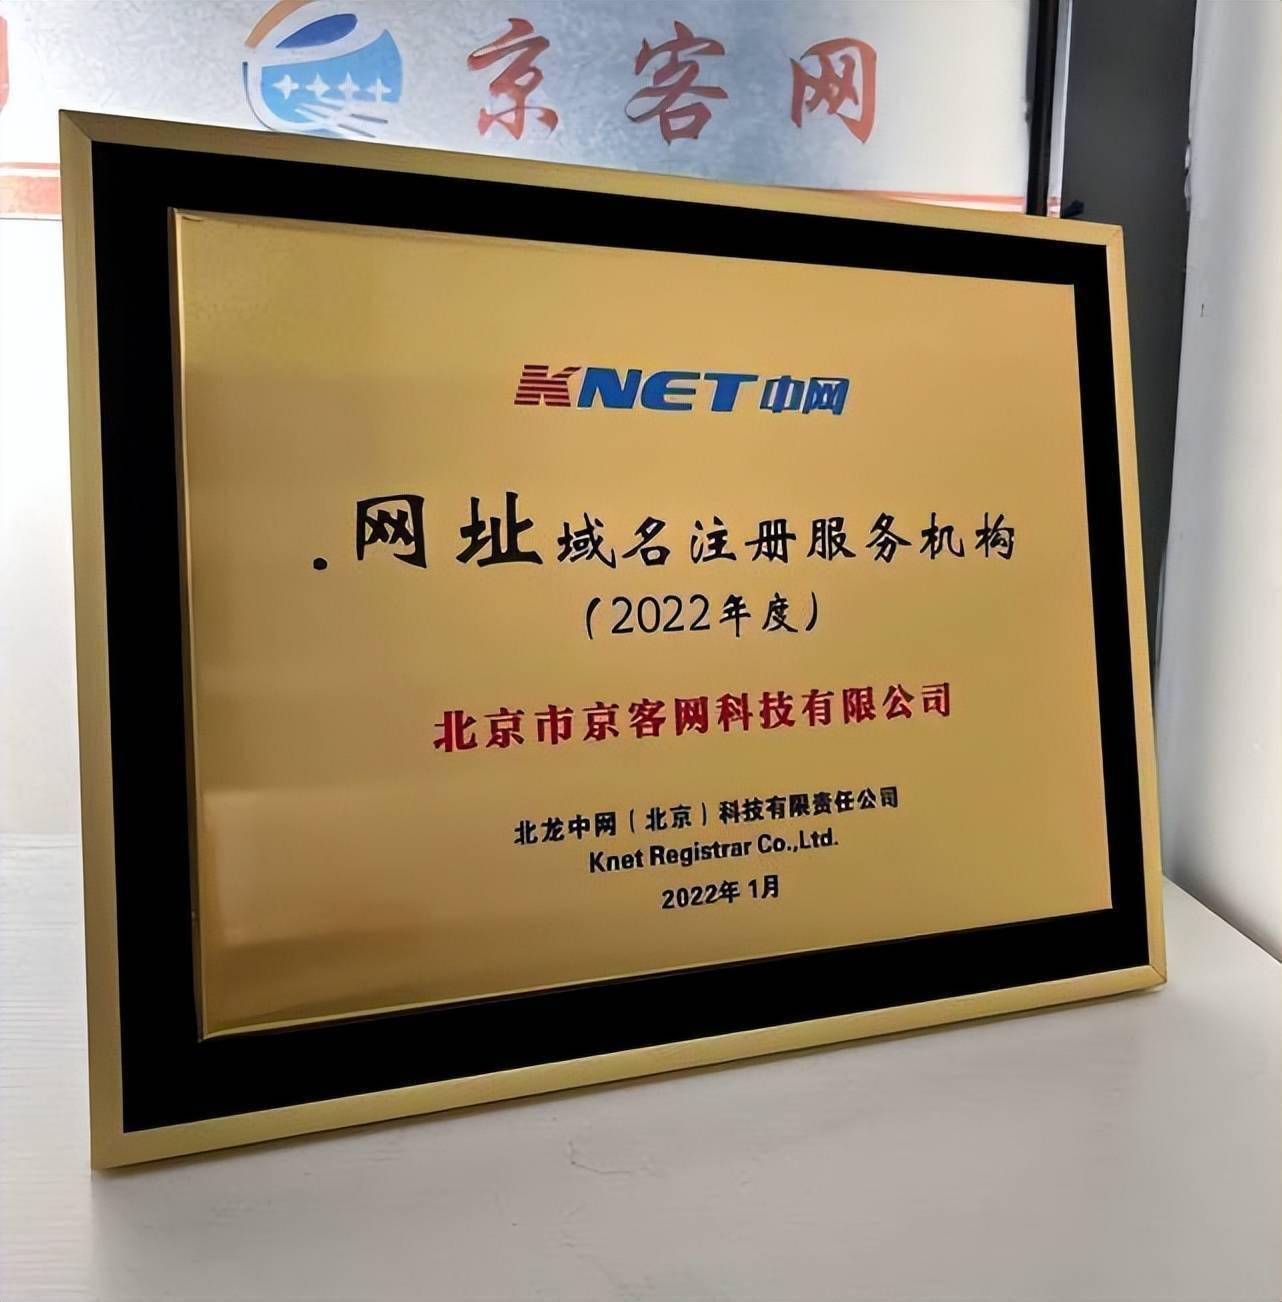 京客网
KNET中网
.网址域名注册服务机构
(2022年度)
北京市京客网科技有限公司
北龙中网(北京)科技有限责任公司
Knet Registrar Co.,Ltd.
2022年1月